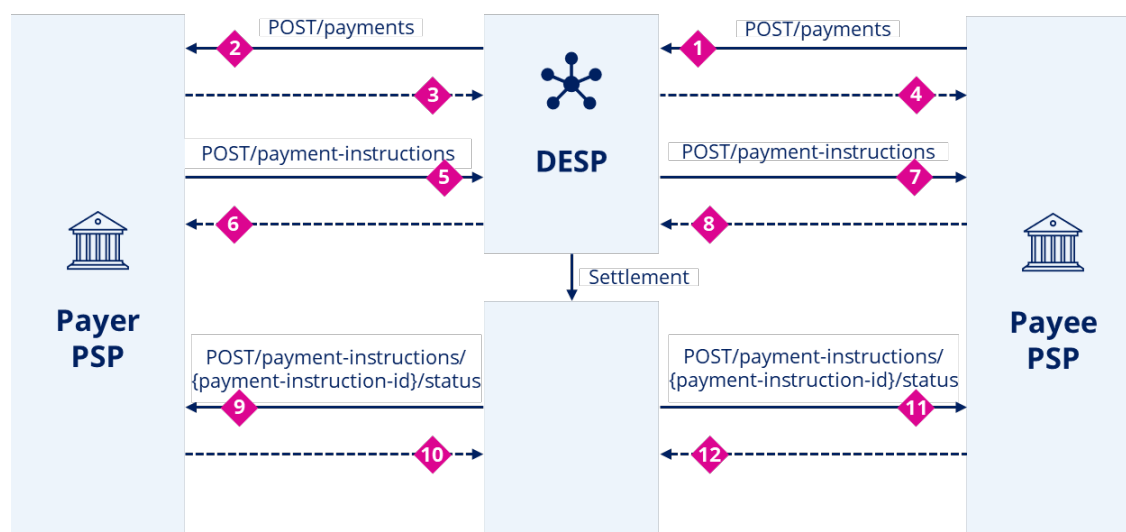 POST/payments
POST/payments
2
1
3
4
DESP
POST/payment-instructions
POST/payment-instructions
5
7
6
8
Settlement
Payer
PSP
Payee
PSP
POST/payment-instructions/
{payment-instruction-id}/status
POST/payment-instructions/
{payment-instruction-id}/status
9
11
10
12